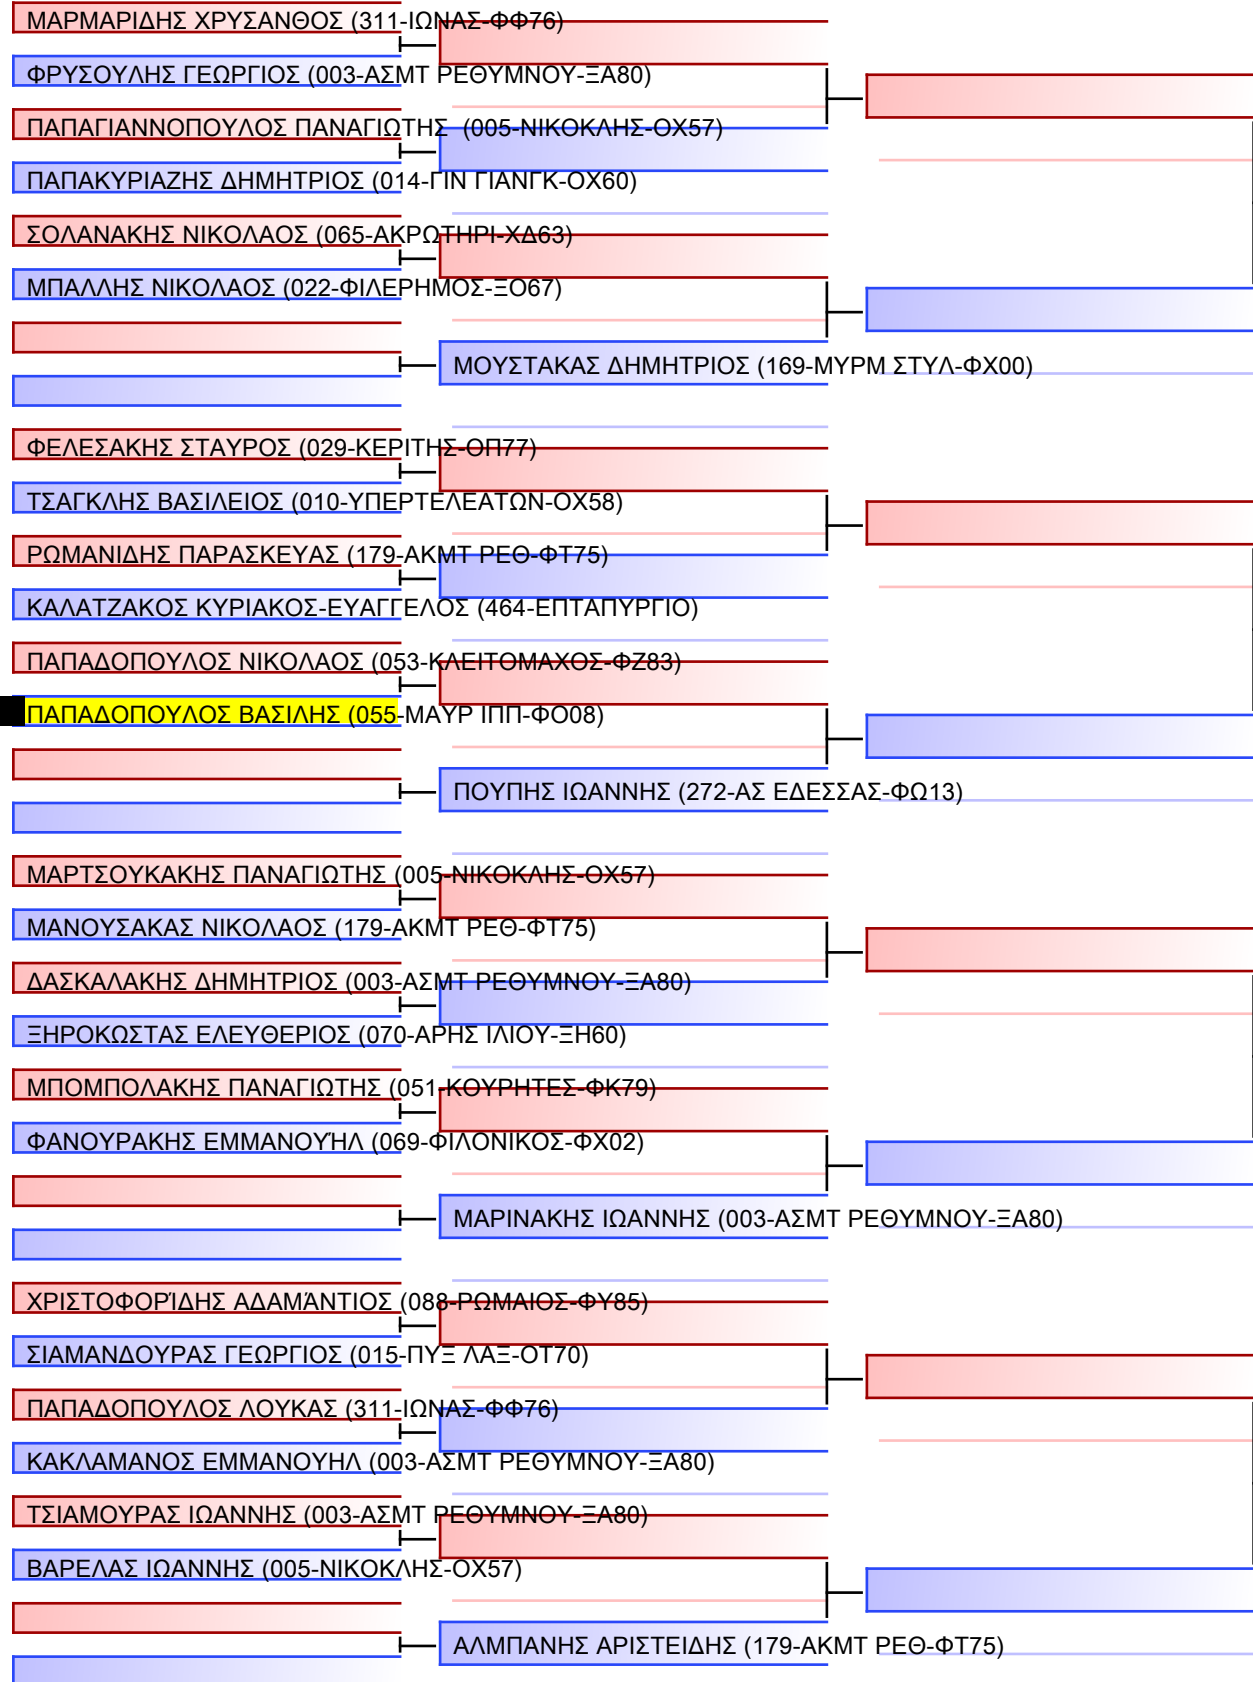 ΜΑΡΜΑΡΙΔΗΣ ΧΡΥΣΑΝΘΟΣ (311-ΙΩΝΑΣ-ΦΦ76)
ΦΡΥΣΟΥΛΗΣ ΓΕΩΡΓΙΟΣ (003-ΑΣΜΤ ΡΕΘΥΜΝΟΥ-ΞΑ80)
ΠΑΠΑΓΙΑΝΝΟΠΟΥΛΟΣ ΠΑΝΑΓΙΩΤΗΣ (005-ΝΙΚΟΚΛΗΣ-ΟΧ57)
ΠΑΠΑΚΥΡΙΑΖΗΣ ΔΗΜΗΤΡΙΟΣ (014-ΓΙΝ ΓΙΑΝΓΚ-ΟΧ60)
ΣΟΛΑΝΑΚΗΣ ΝΙΚΟΛΑΟΣ (065-ΑΚΡΩΤΗΡΙ-ΧΔ63)
ΜΠΑΛΛΗΣ ΝΙΚΟΛΑΟΣ (022-ΦΙΛΕΡΗΜΟΣ-ΞΟ67)
ΜΟΥΣΤΑΚΑΣ ΔΗΜΗΤΡΙΟΣ (169-ΜΥΡΜ ΣΤΥΛ-ΦΧ00)
ΦΕΛΕΣΑΚΗΣ ΣΤΑΥΡΟΣ (029-ΚΕΡΙΤΗΣ-ΟΠ77)
ΤΣΑΓΚΛΗΣ ΒΑΣΙΛΕΙΟΣ (010-ΥΠΕΡΤΕΛΕΑΤΩΝ-ΟΧ58)
ΡΩΜΑΝΙΔΗΣ ΠΑΡΑΣΚΕΥΑΣ (179-ΑΚΜΤ ΡΕΘ-ΦΤ75)
ΚΑΛΑΤΖΑΚΟΣ ΚΥΡΙΑΚΟΣ-ΕΥΑΓΓΕΛΟΣ (464-ΕΠΤΑΠΥΡΓΙΟ)
ΠΑΠΑΔΟΠΟΥΛΟΣ ΝΙΚΟΛΑΟΣ (053-ΚΛΕΙΤΟΜΑΧΟΣ-ΦΖ83)
ΠΑΠΑΔΟΠΟΥΛΟΣ ΒΑΣΙΛΗΣ (055-ΜΑΥΡ ΙΠΠ-ΦΟ08)
ΠΟΥΠΗΣ ΙΩΑΝΝΗΣ (272-ΑΣ ΕΔΕΣΣΑΣ-ΦΩ13)
ΜΑΡΤΣΟΥΚΑΚΗΣ ΠΑΝΑΓΙΩΤΗΣ (005-ΝΙΚΟΚΛΗΣ-ΟΧ57)
ΜΑΝΟΥΣΑΚΑΣ ΝΙΚΟΛΑΟΣ (179-ΑΚΜΤ ΡΕΘ-ΦΤ75)
ΔΑΣΚΑΛΑΚΗΣ ΔΗΜΗΤΡΙΟΣ (003-ΑΣΜΤ ΡΕΘΥΜΝΟΥ-ΞΑ80)
ΞΗΡΟΚΩΣΤΑΣ ΕΛΕΥΘΕΡΙΟΣ (070-ΑΡΗΣ ΙΛΙΟΥ-ΞΗ60)
ΜΠΟΜΠΟΛΑΚΗΣ ΠΑΝΑΓΙΩΤΗΣ (051-ΚΟΥΡΗΤΕΣ-ΦΚ79)
ΦΑΝΟΥΡΑΚΗΣ ΕΜΜΑΝΟΥΉΛ (069-ΦΙΛΟΝΙΚΟΣ-ΦΧ02)
ΜΑΡΙΝΑΚΗΣ ΙΩΑΝΝΗΣ (003-ΑΣΜΤ ΡΕΘΥΜΝΟΥ-ΞΑ80)
ΧΡΙΣΤΟΦΟΡΊΔΗΣ ΑΔΑΜΆΝΤΙΟΣ (088-ΡΩΜΑΙΟΣ-ΦΥ85)
ΣΙΑΜΑΝΔΟΥΡΑΣ ΓΕΩΡΓΙΟΣ (015-ΠΥΞ ΛΑΞ-ΟΤ70)
ΠΑΠΑΔΟΠΟΥΛΟΣ ΛΟΥΚΑΣ (311-ΙΩΝΑΣ-ΦΦ76)
ΚΑΚΛΑΜΑΝΟΣ ΕΜΜΑΝΟΥΗΛ (003-ΑΣΜΤ ΡΕΘΥΜΝΟΥ-ΞΑ80)
ΤΣΙΑΜΟΥΡΑΣ ΙΩΑΝΝΗΣ (003-ΑΣΜΤ ΡΕΘΥΜΝΟΥ-ΞΑ80)
ΒΑΡΕΛΑΣ ΙΩΑΝΝΗΣ (005-ΝΙΚΟΚΛΗΣ-ΟΧ57)
ΑΛΜΠΑΝΗΣ ΑΡΙΣΤΕΙΔΗΣ (179-ΑΚΜΤ ΡΕΘ-ΦΤ75)